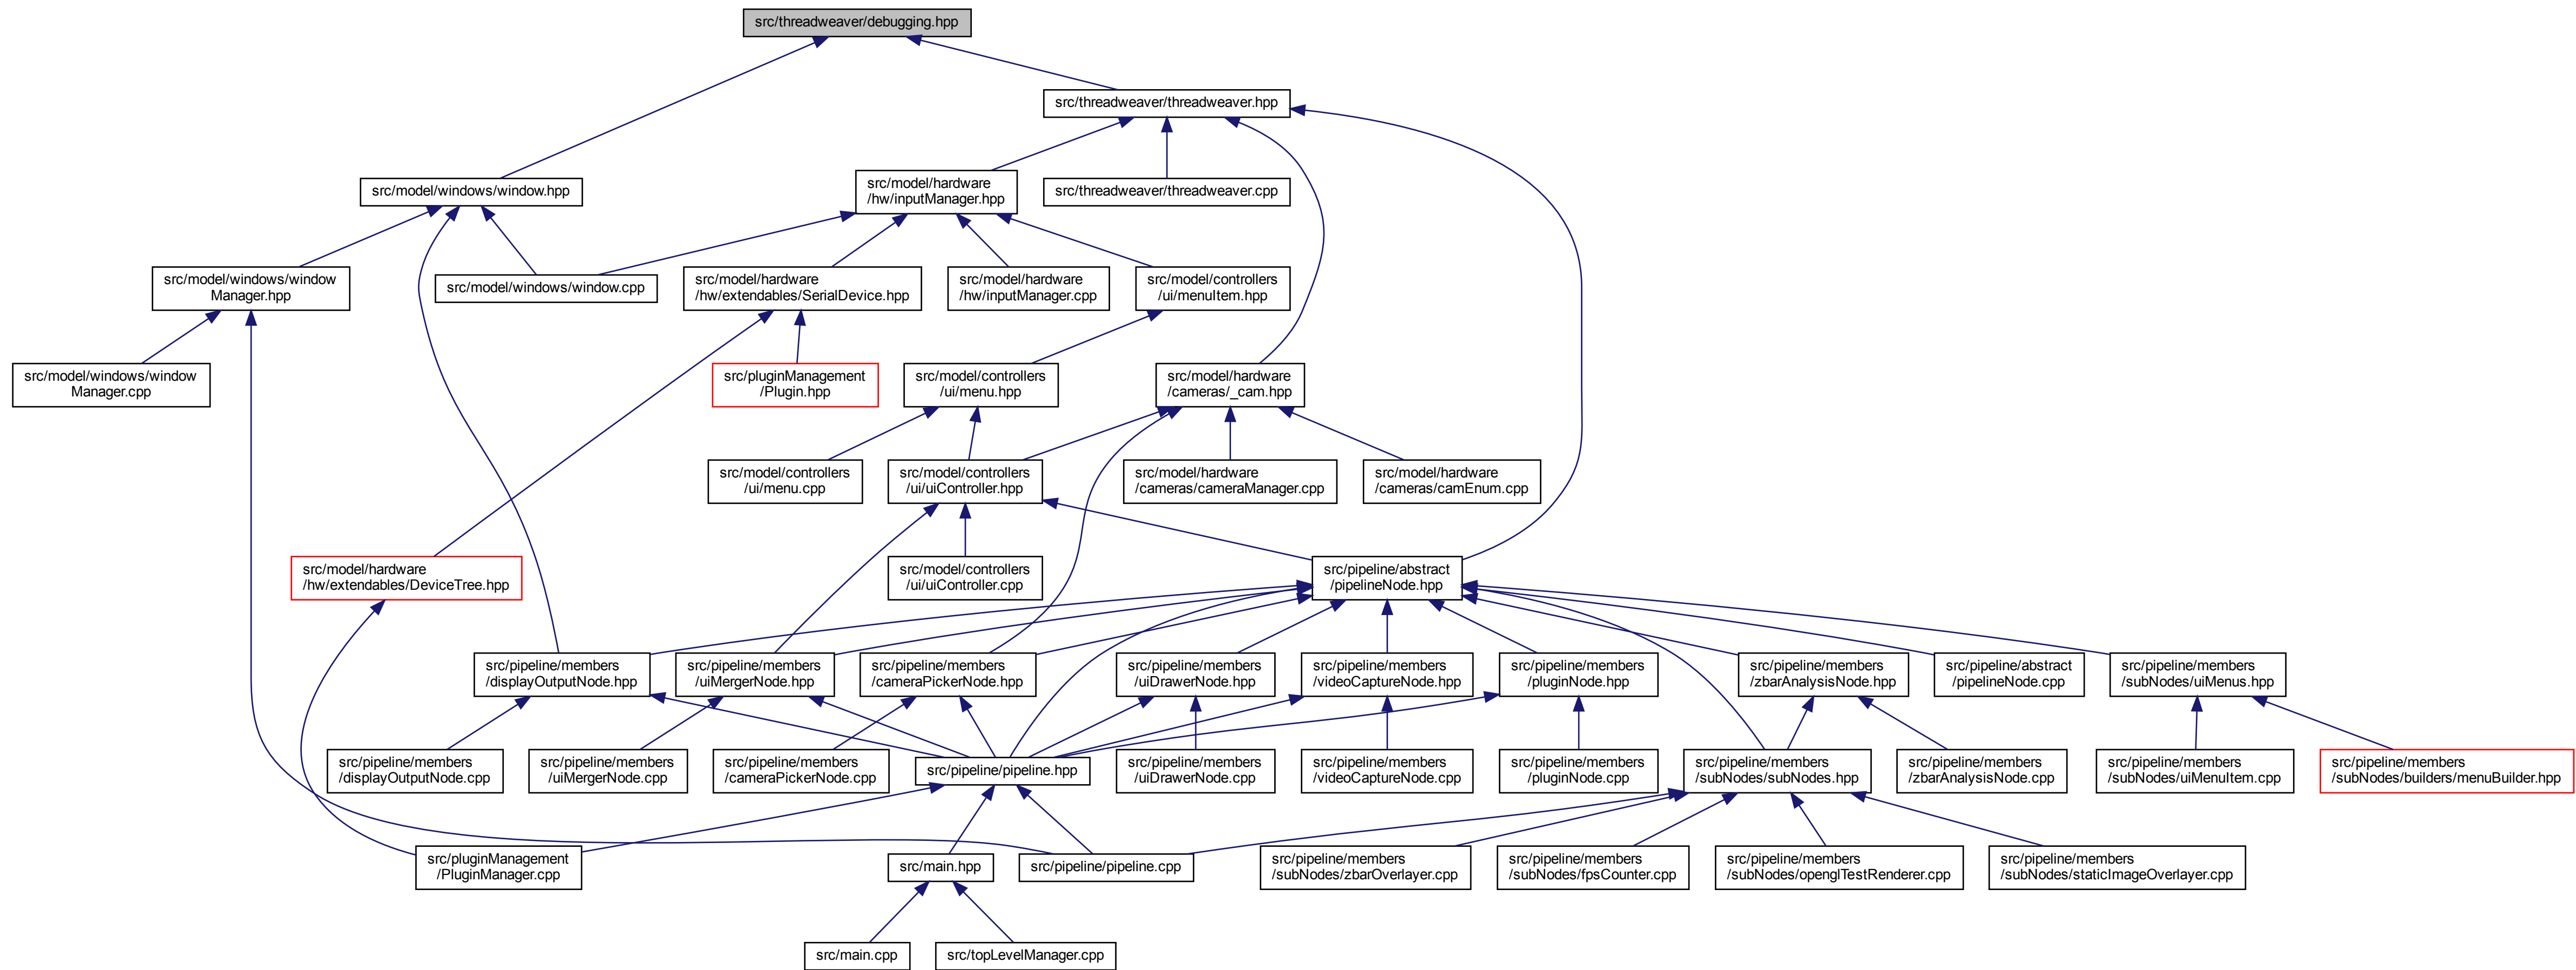 src/threadweaver/debugging.hpp
src/threadweaver/threadweaver.hpp
src/model/windows/window.hpp
src/model/hardware
/hw/inputManager.hpp
src/threadweaver/threadweaver.cpp
src/model/windows/window
Manager.hpp
src/model/windows/window.cpp
src/model/hardware
/hw/extendables/SerialDevice.hpp
src/model/hardware
/hw/inputManager.cpp
src/model/controllers
/ui/menuItem.hpp
src/model/windows/window
Manager.cpp
src/pluginManagement
/Plugin.hpp
src/model/controllers
/ui/menu.hpp
src/model/hardware
/cameras/_cam.hpp
src/model/controllers
/ui/menu.cpp
src/model/controllers
/ui/uiController.hpp
src/model/hardware
/cameras/cameraManager.cpp
src/model/hardware
/cameras/camEnum.cpp
src/model/hardware
/hw/extendables/DeviceTree.hpp
src/model/controllers
/ui/uiController.cpp
src/pipeline/abstract
/pipelineNode.hpp
src/pipeline/members
/displayOutputNode.hpp
src/pipeline/members
/uiMergerNode.hpp
src/pipeline/members
/cameraPickerNode.hpp
src/pipeline/members
/uiDrawerNode.hpp
src/pipeline/members
/videoCaptureNode.hpp
src/pipeline/members
/pluginNode.hpp
src/pipeline/members
/zbarAnalysisNode.hpp
src/pipeline/abstract
/pipelineNode.cpp
src/pipeline/members
/subNodes/uiMenus.hpp
src/pipeline/members
/displayOutputNode.cpp
src/pipeline/members
/uiMergerNode.cpp
src/pipeline/members
/cameraPickerNode.cpp
src/pipeline/pipeline.hpp
src/pipeline/members
/uiDrawerNode.cpp
src/pipeline/members
/videoCaptureNode.cpp
src/pipeline/members
/pluginNode.cpp
src/pipeline/members
/subNodes/subNodes.hpp
src/pipeline/members
/zbarAnalysisNode.cpp
src/pipeline/members
/subNodes/uiMenuItem.cpp
src/pipeline/members
/subNodes/builders/menuBuilder.hpp
src/pluginManagement
/PluginManager.cpp
src/main.hpp
src/pipeline/pipeline.cpp
src/pipeline/members
/subNodes/zbarOverlayer.cpp
src/pipeline/members
/subNodes/fpsCounter.cpp
src/pipeline/members
/subNodes/openglTestRenderer.cpp
src/pipeline/members
/subNodes/staticImageOverlayer.cpp
src/main.cpp
src/topLevelManager.cpp